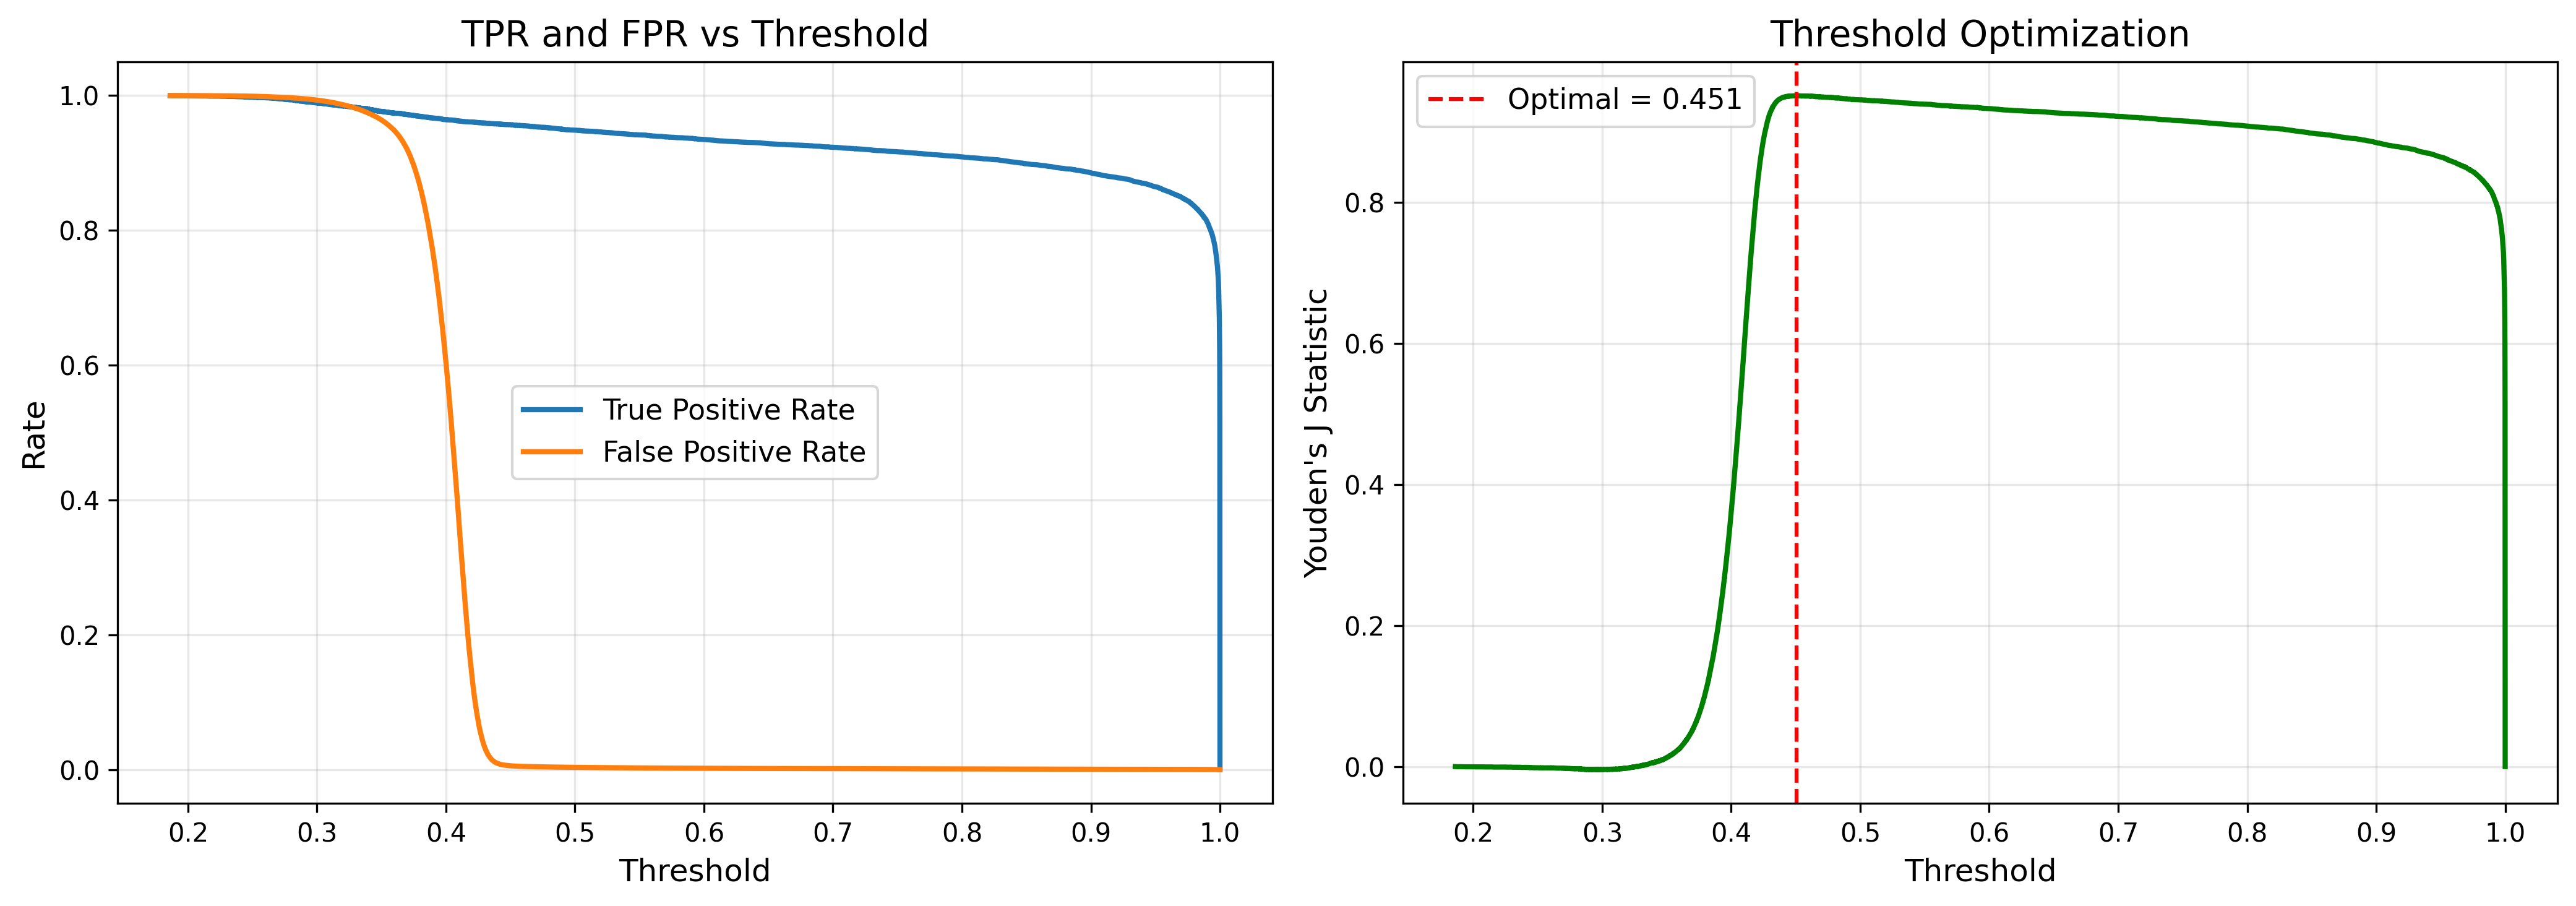 TPR and FPR vs Threshold
Rate
1.0
0.8
0.6
0.4
0.2
0.0
True Positive Rate
False Positive Rate
0.2 0.3 0.4 0.5 0.6 0.7 0.8 0.9 1.0
Threshold
Threshold Optimization
Youden's J Statistic
0.8
0.6
0.4
0.2
0.0
Optimal = 0.451
0.2 0.3 0.4 0.5 0.6 0.7 0.8 0.9 1.0
Threshold